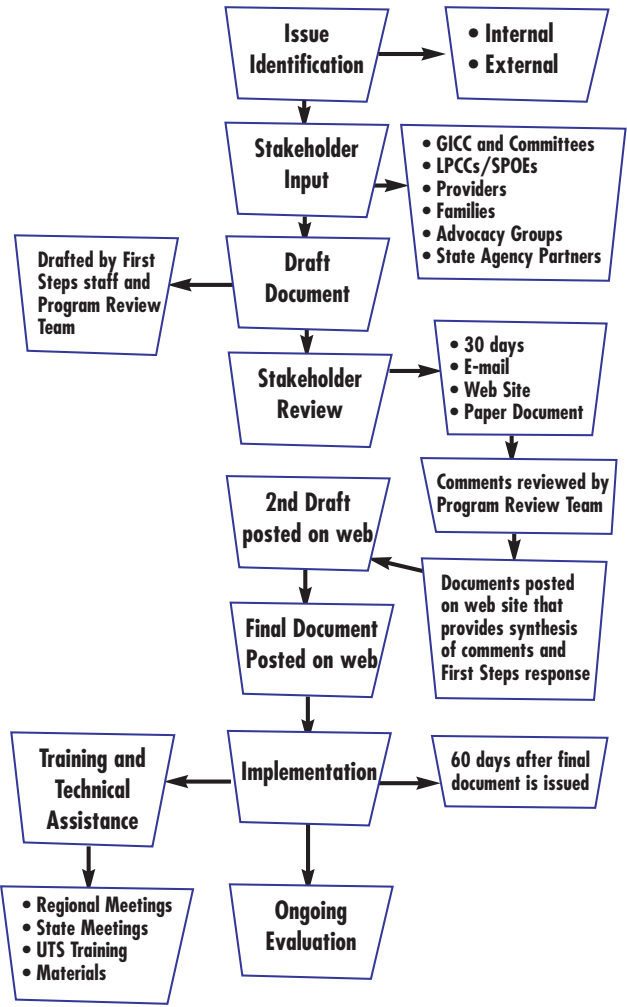 Issue
Identification
• Internal
• External
Stakeholder
Input
• GICC and Committees
• LPCCs/SPOEs
• Providers
• Families
• Advocacy Groups
• State Agency Partners
Drafted by First
Steps staff and
Program Review
Team
Draft
Document
Stakeholder
Review
• 30 days
• E-mail
• Web Site
• Paper Document
Comments reviewed by
Program Review Team
Documents posted
on web site that
provides synthesis
of comments and
First Steps response
2nd Draft
posted on web
Final Document
Posted on web
Implementation
60 days after final
document is issued
Training and
Technical
Assistance
• Regional Meetings
• State Meetings
• UTS Training
• Materials
Ongoing
Evaluation